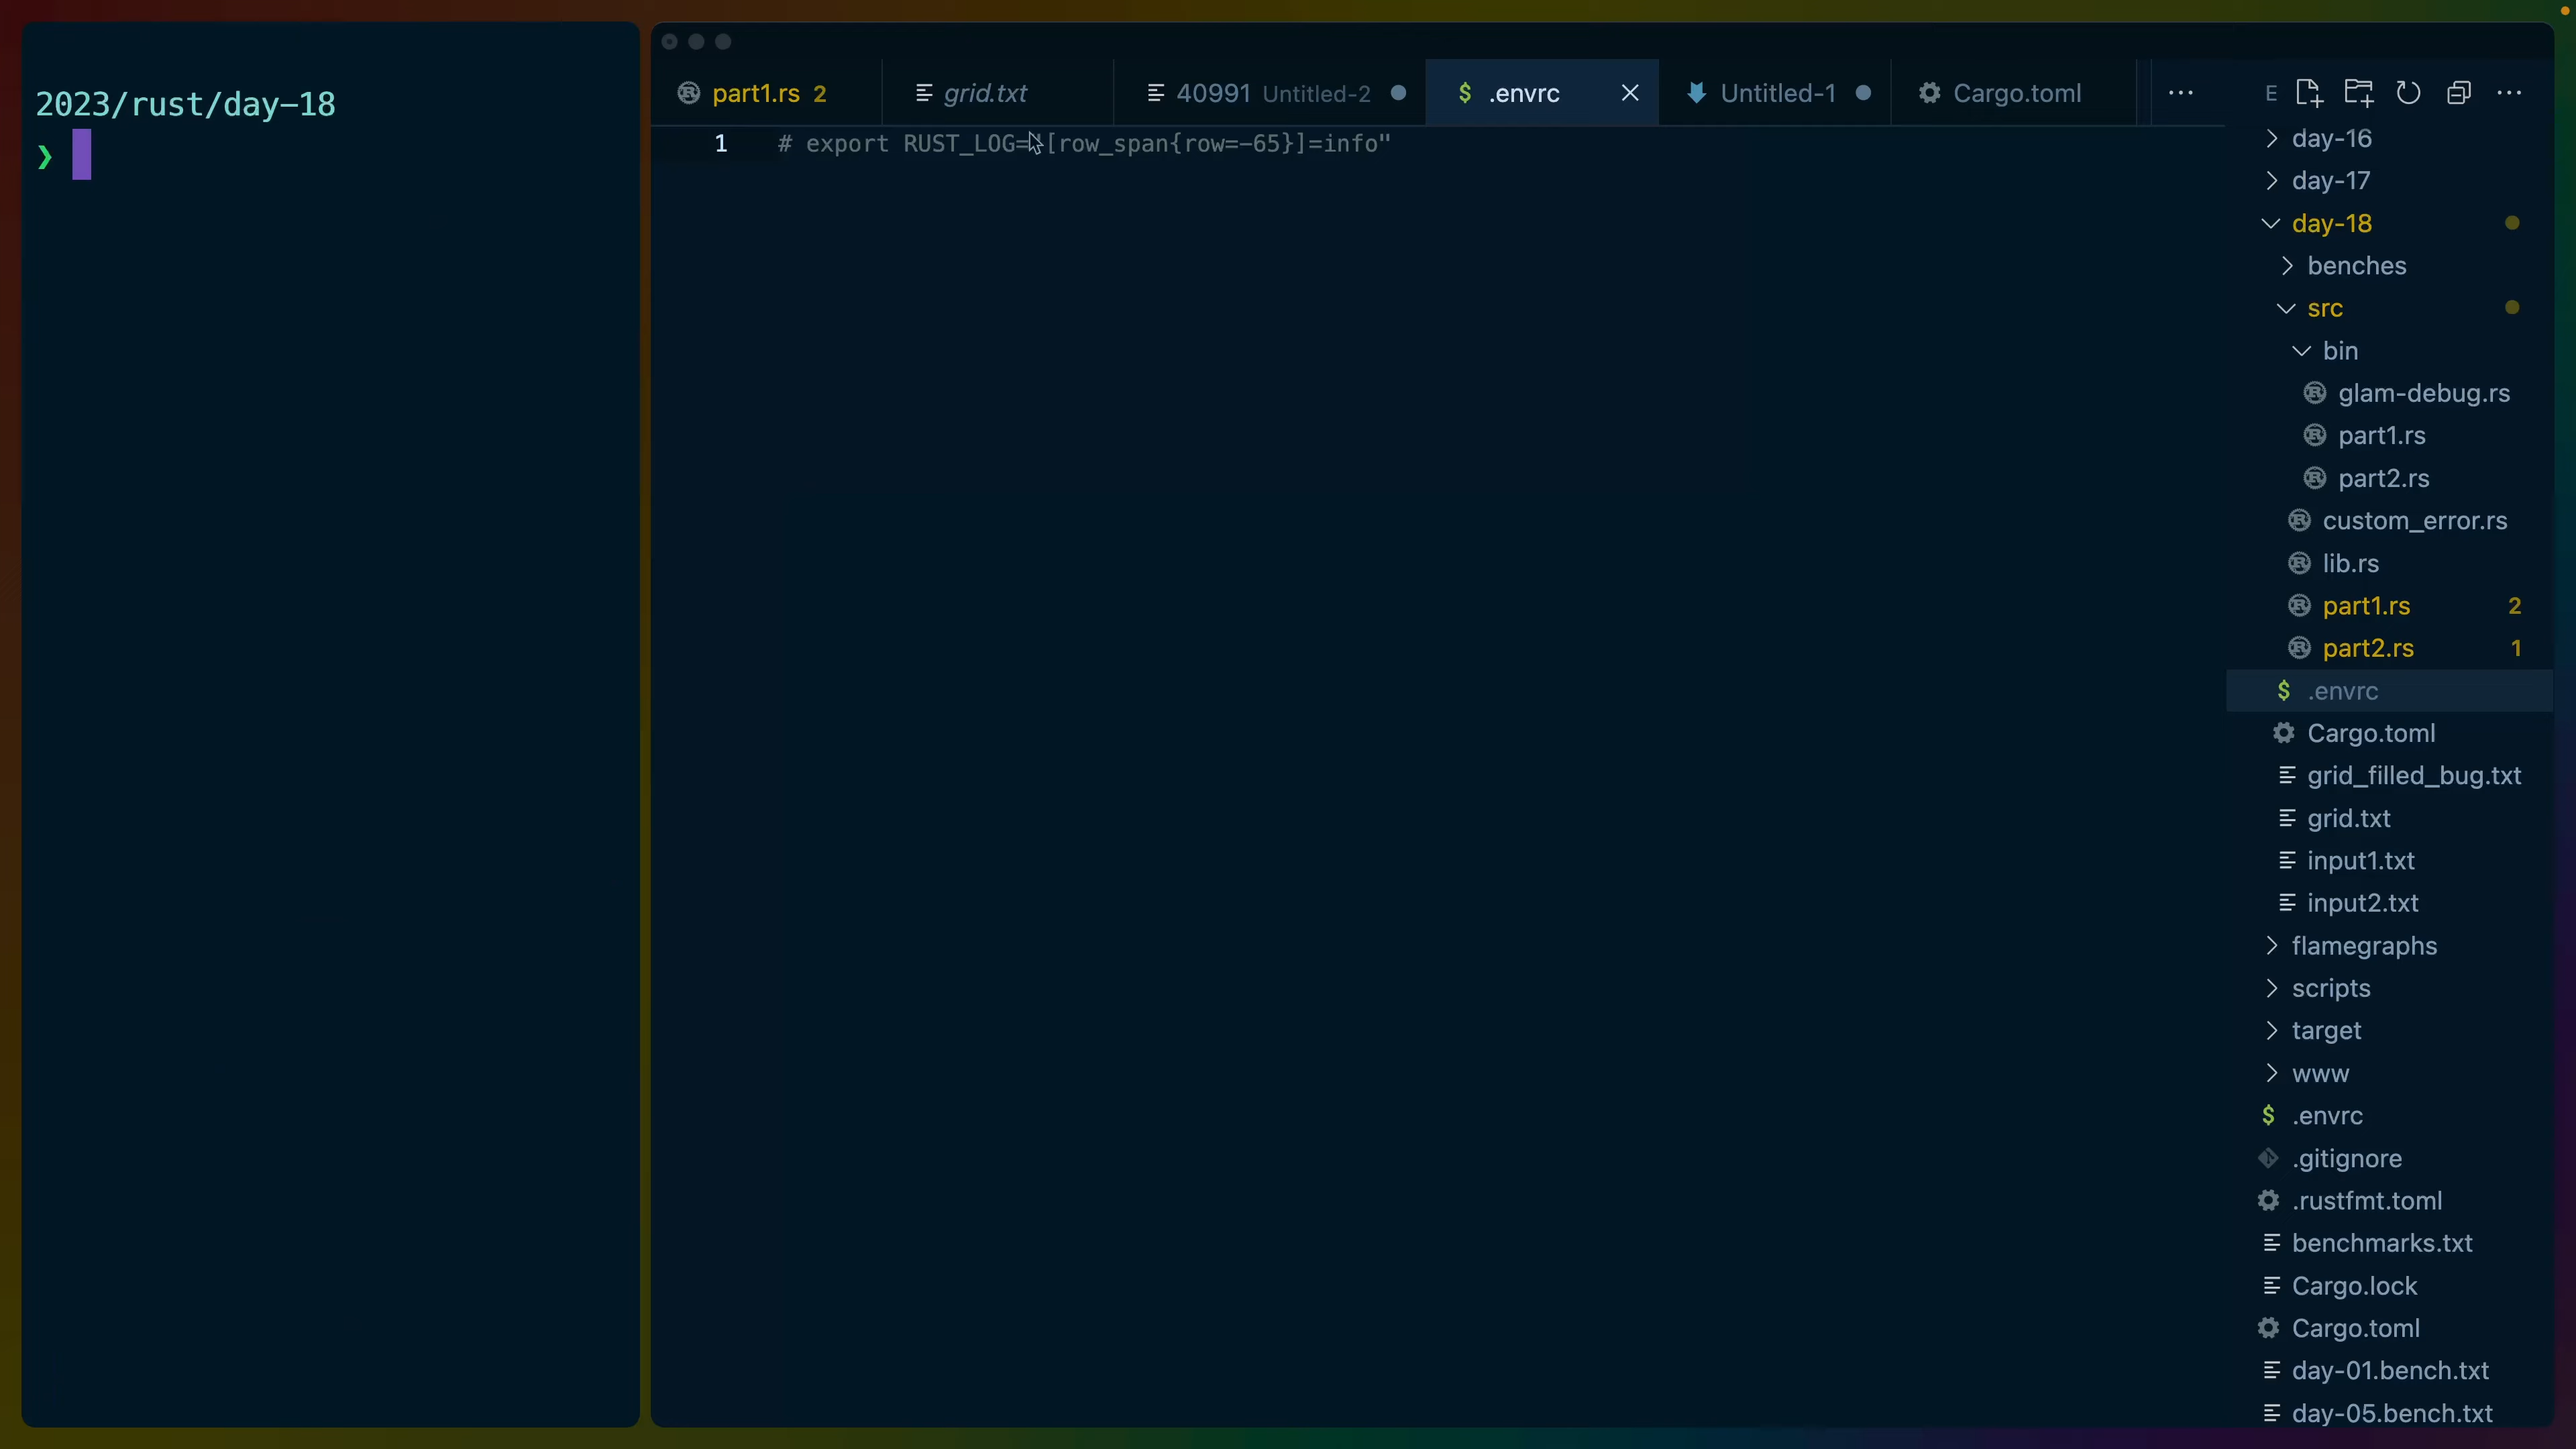 2023/rust/day-18
❯
part1.rs 2
grid.txt
40991 Untitled-2
$ .envrc
Untitled-1
Cargo.toml
1 # export RUST_LOG="[row_span{row=-65}]=info"
E
day-16
day-17
day-18
benches
src
bin
glam-debug.rs
part1.rs
part2.rs
custom_error.rs
lib.rs
part1.rs 2
part2.rs 1
$ .envrc
Cargo.toml
grid_filled_bug.txt
grid.txt
input1.txt
input2.txt
flamegraphs
scripts
target
www
$ .envrc
.gitignore
.rustfmt.toml
benchmarks.txt
Cargo.lock
Cargo.toml
day-01.bench.txt
day-05.bench.txt